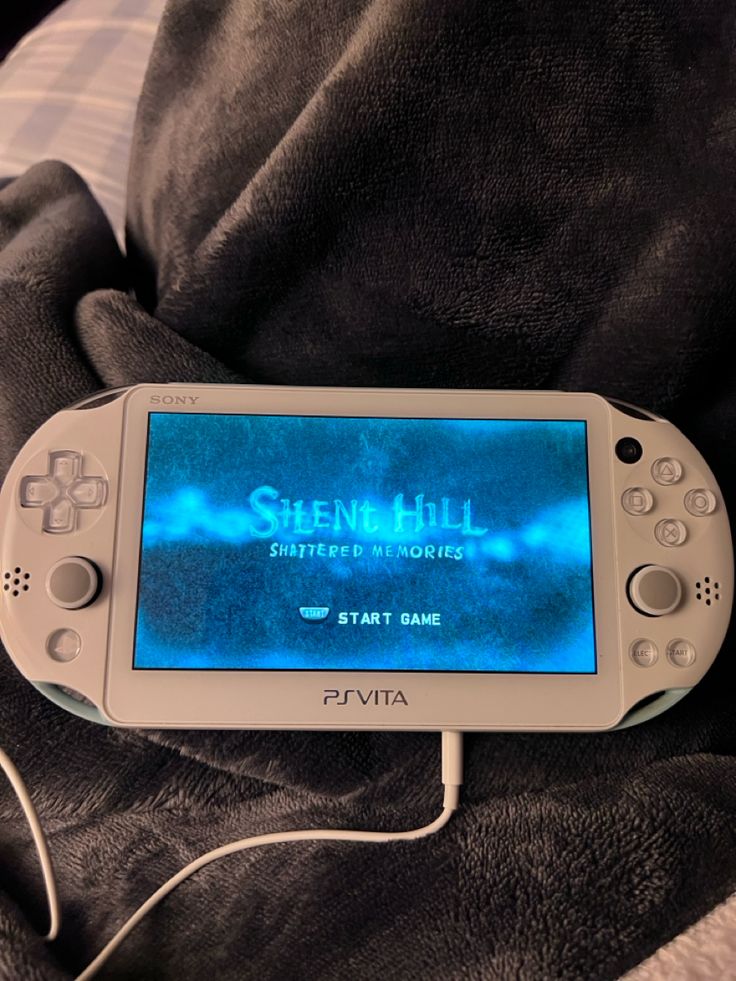 SONY
SILENT HILL
SHATTERED MEMORIES
START START GAME
SELECT START
PSVITA